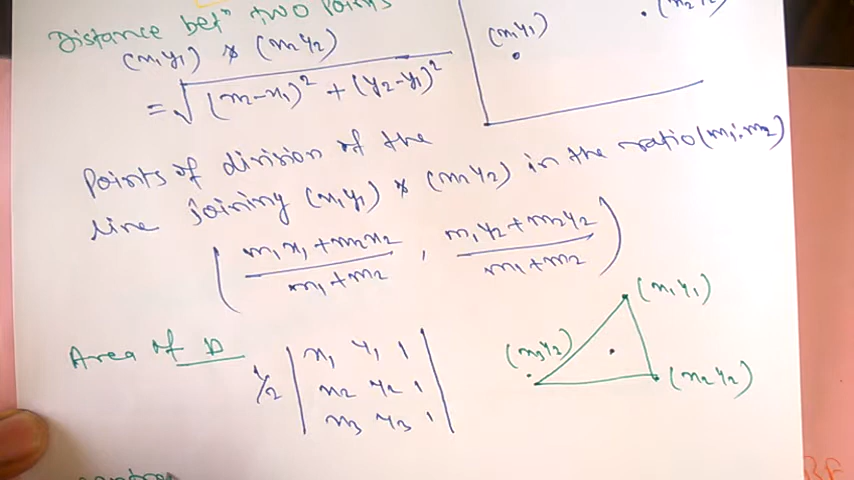 Distance betⁿ two points
(x₁y₁) & (x₂y₂)
= √(x₂-x₁)² + (y₂-y₁)²
(x₁y₁)
Points of division of the
line joining (x₁y₁) & (x₂y₂) in the ratio (m₁:m₂)
( m₁x₁+m₂x₂ / m₁+m₂ , m₁y₂+m₂y₂ / m₁+m₂ )
Area of Δ
½ | x₁ y₁ 1 |
| x₂ y₂ 1 |
| x₃ y₃ 1 |
(x₁y₁)
(x₃y₂)
(x₂y₂)